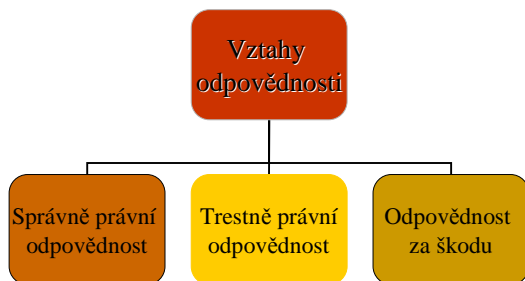 Vztahy
odpovědnosti
Správně právní
odpovědnost
Trestně právní
odpovědnost
Odpovědnost
za škodu